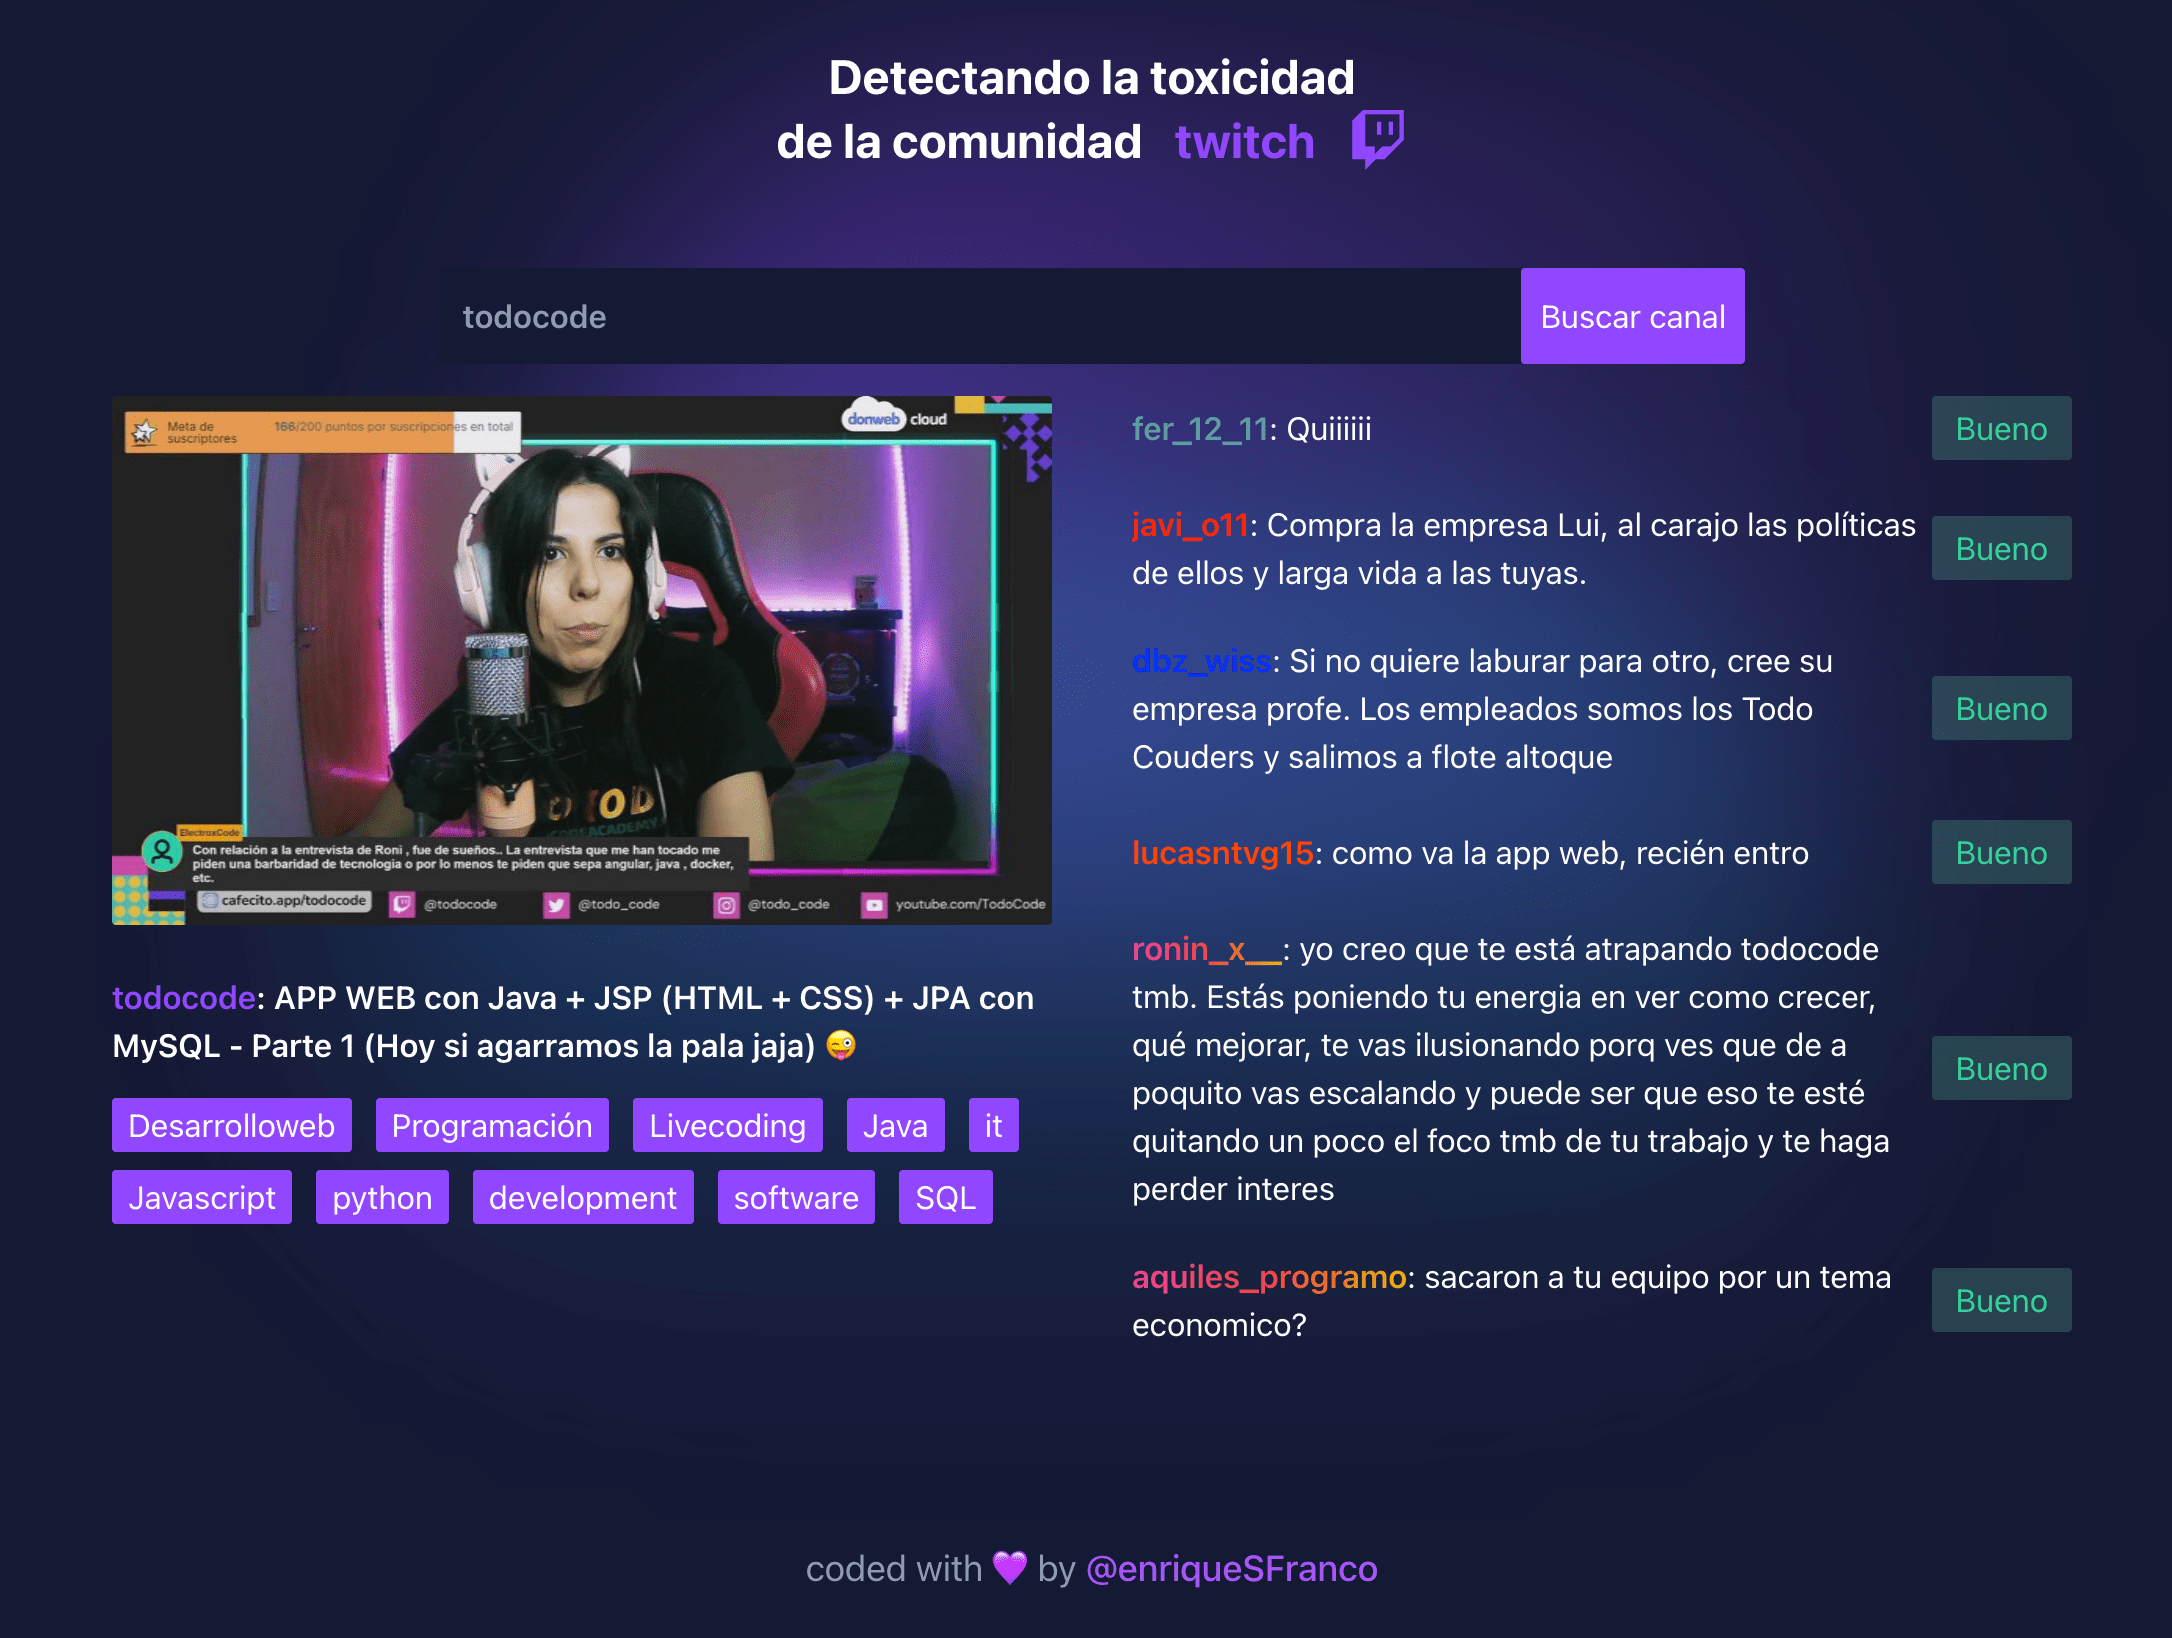 Detectando la toxicidad
de la comunidad twitch
todocode
Buscar canal
Meta de
suscriptores
166/200 puntos por suscripciones en total
donweb cloud
TOD
CODEACADEMY
ElectroxCode
Con relación a la entrevista de Roni , fue de sueños.. La entrevista que me han tocado me
piden una barbaridad de tecnologia o por lo menos te piden que sepa angular, java , docker,
etc.
cafecito.app/todocode
@todocode
@todo_code
@todo_code
youtube.com/TodoCode
todocode: APP WEB con Java + JSP (HTML + CSS) + JPA con
MySQL - Parte 1 (Hoy si agarramos la pala jaja) 😜
Desarrolloweb Programación Livecoding Java it
Javascript python development software SQL
fer_12_11: Quiiiiii
Bueno
javi_o11: Compra la empresa Lui, al carajo las políticas
de ellos y larga vida a las tuyas.
Bueno
dbz_wiss: Si no quiere laburar para otro, cree su
empresa profe. Los empleados somos los Todo
Couders y salimos a flote altoque
Bueno
lucasntvg15: como va la app web, recién entro
Bueno
ronin_x__: yo creo que te está atrapando todocode
tmb. Estás poniendo tu energia en ver como crecer,
qué mejorar, te vas ilusionando porq ves que de a
poquito vas escalando y puede ser que eso te esté
quitando un poco el foco tmb de tu trabajo y te haga
perder interes
Bueno
aquiles_programo: sacaron a tu equipo por un tema
economico?
Bueno
coded with 💜 by @enriqueSFranco